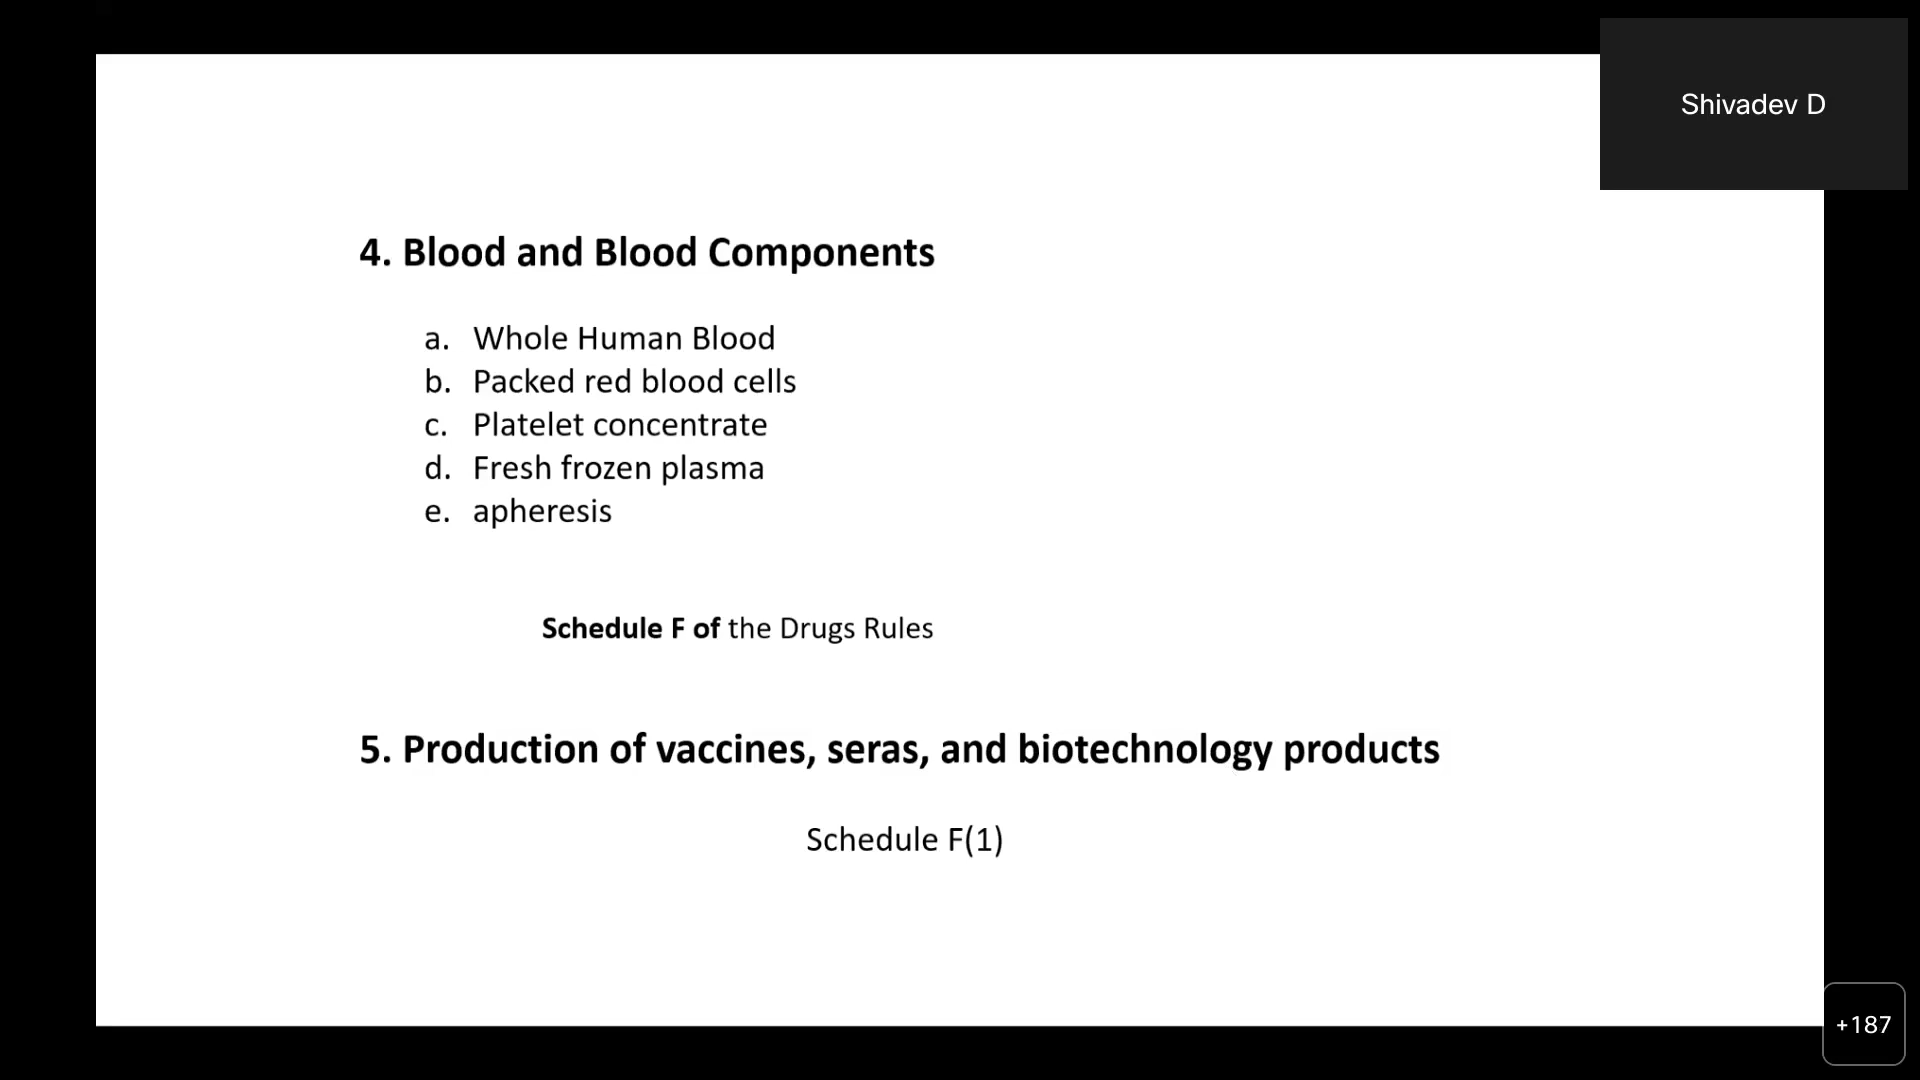 Shivadev D
4. Blood and Blood Components
a. Whole Human Blood
b. Packed red blood cells
c. Platelet concentrate
d. Fresh frozen plasma
e. apheresis
Schedule F of the Drugs Rules
5. Production of vaccines, seras, and biotechnology products
Schedule F(1)
+187